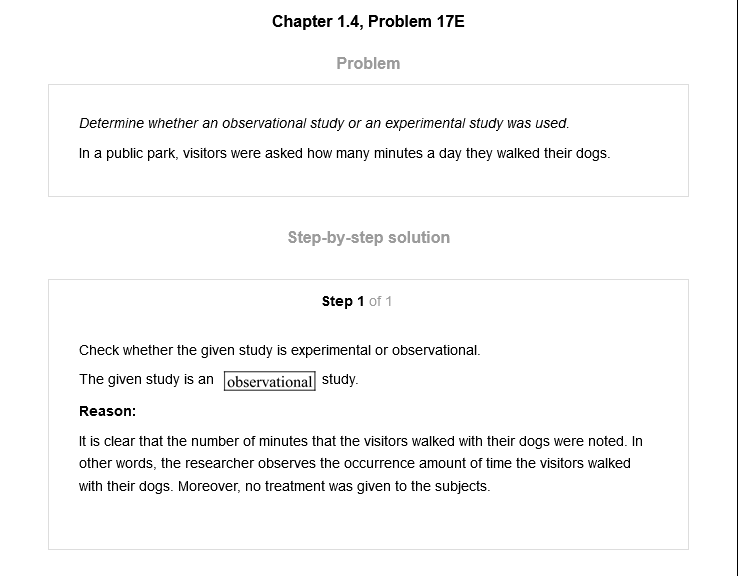 Chapter 1.4, Problem 17E
Problem
Determine whether an observational study or an experimental study was used.
In a public park, visitors were asked how many minutes a day they walked their dogs.
Step-by-step solution
Step 1 of 1
Check whether the given study is experimental or observational.
The given study is an observational study.
Reason:
It is clear that the number of minutes that the visitors walked with their dogs were noted. In
other words, the researcher observes the occurrence amount of time the visitors walked
with their dogs. Moreover, no treatment was given to the subjects.